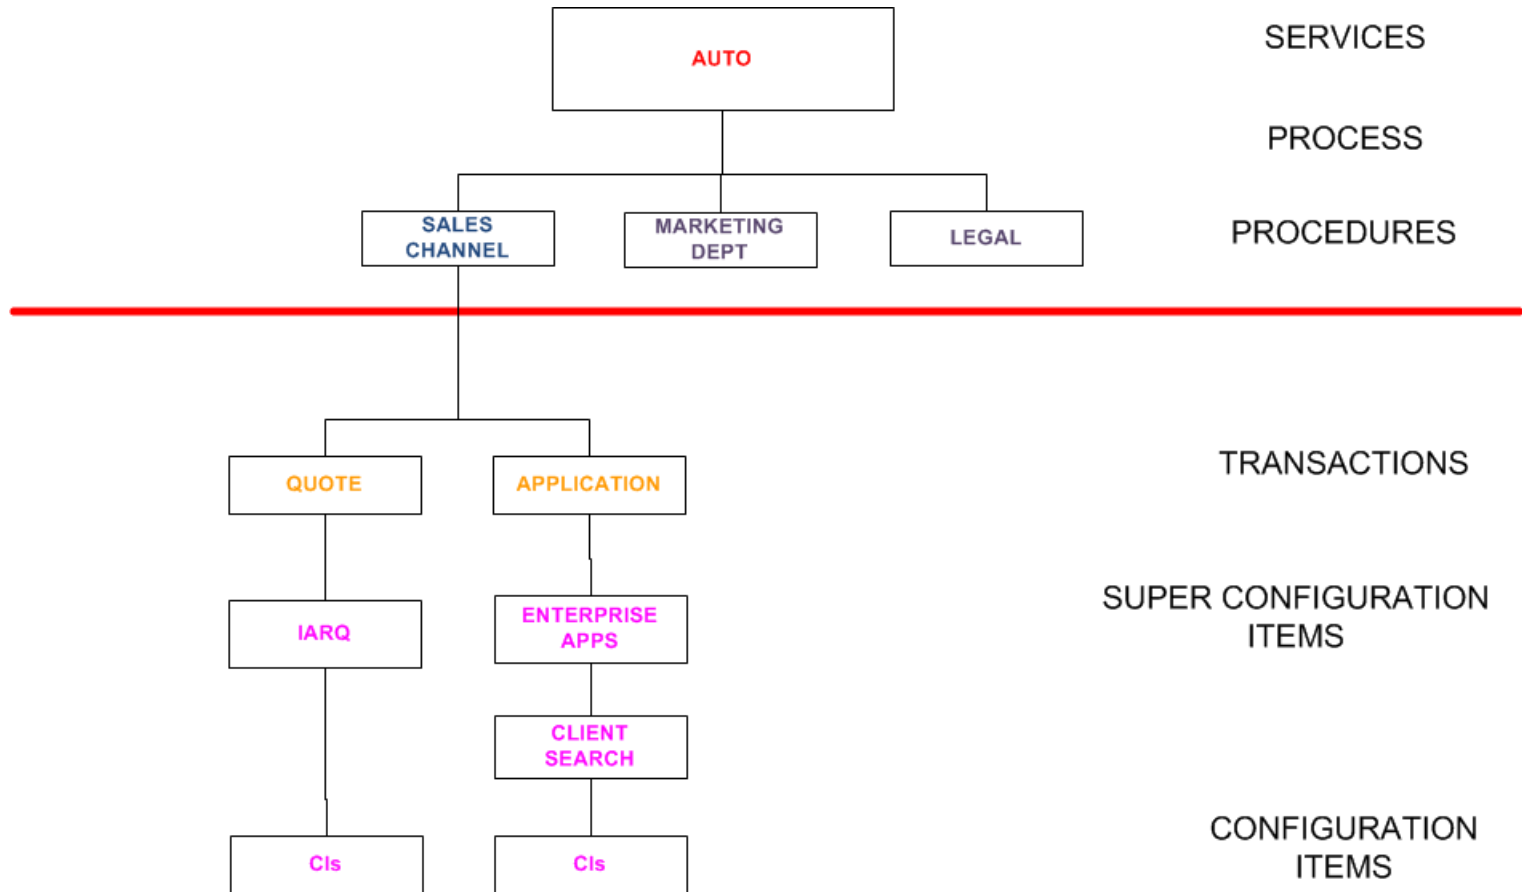 AUTO
SERVICES
PROCESS
SALES
CHANNEL
MARKETING
DEPT
LEGAL
PROCEDURES
QUOTE
APPLICATION
TRANSACTIONS
IARQ
ENTERPRISE
APPS
SUPER CONFIGURATION
ITEMS
CLIENT
SEARCH
CIs
CIs
CONFIGURATION
ITEMS